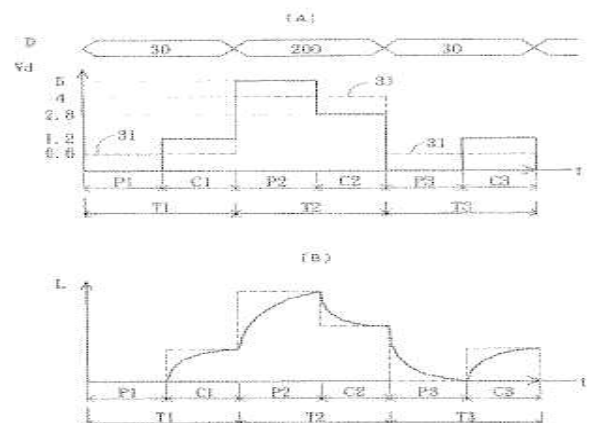 (A)
D 30 200 30
Vd
5
4 33
2.8
31 31
1.2
0.6
t
P1 C1 P2 C2 P3 C3
T1 T2 T3
(B)
L
t
P1 C1 P2 C2 P3 C3
T1 T2 T3